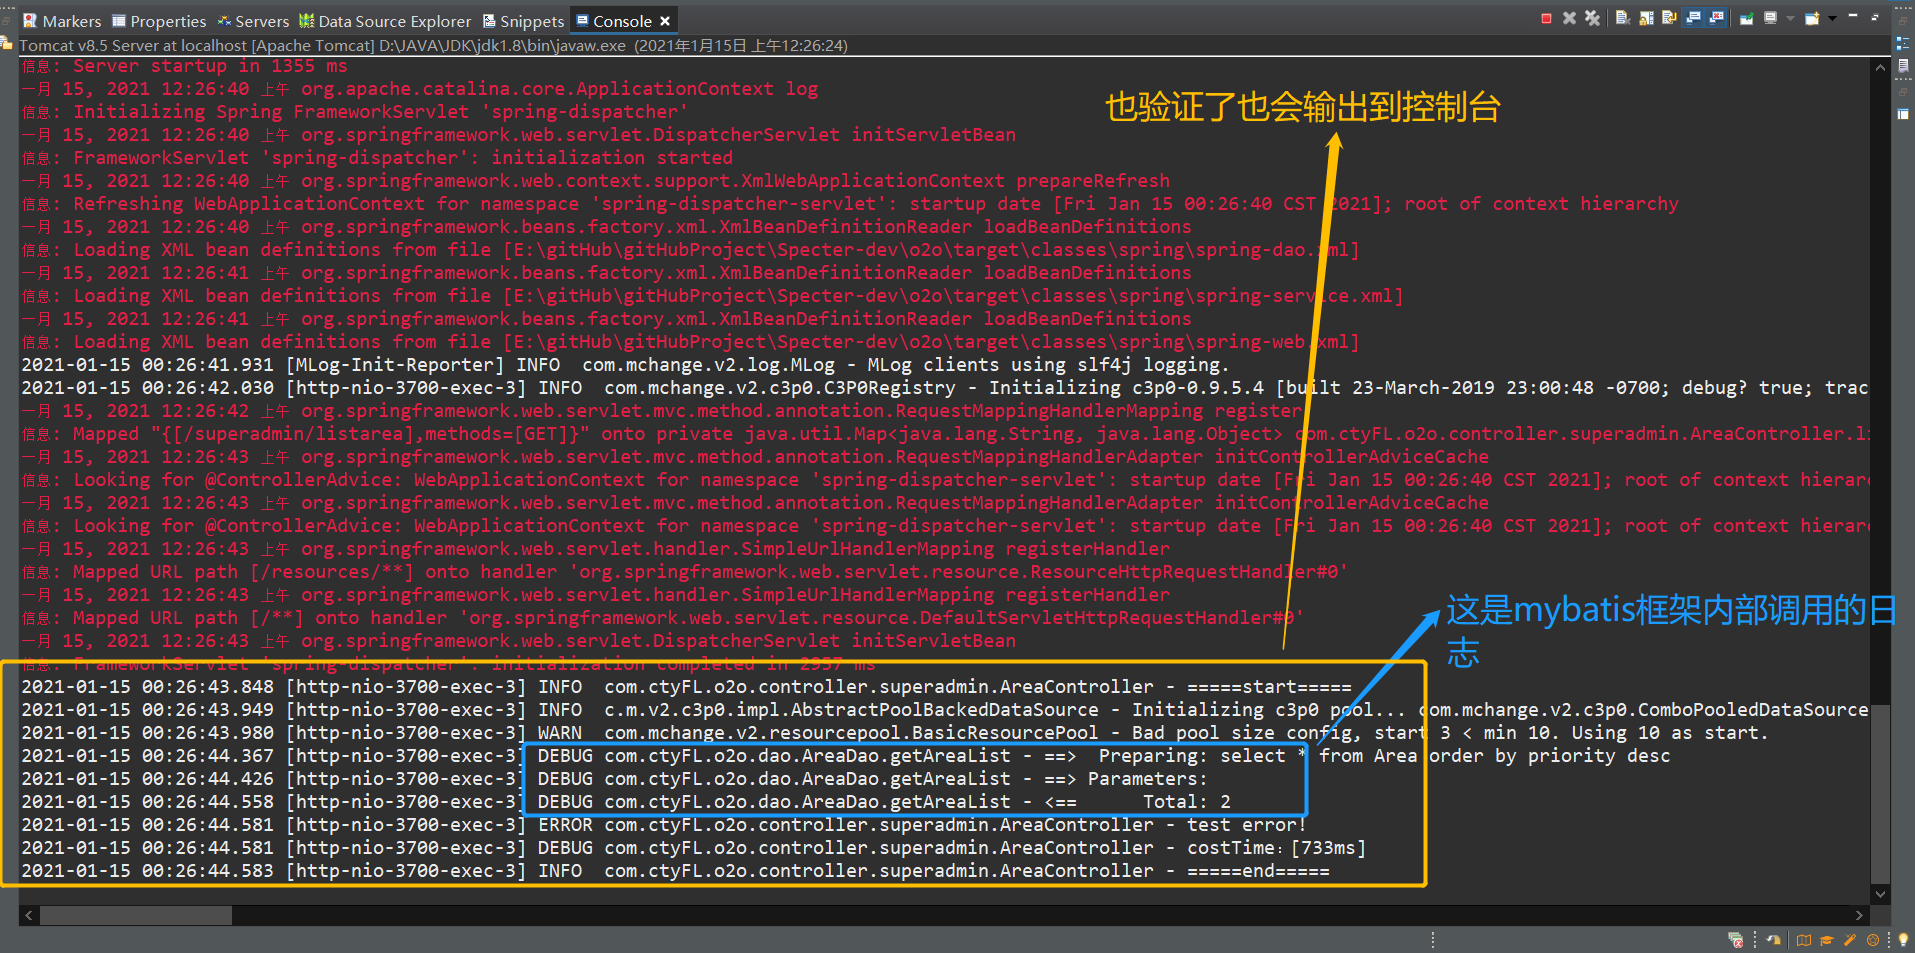 Markers Properties Servers Data Source Explorer Snippets Console
Tomcat v8.5 Server at localhost [Apache Tomcat] D:\JAVA\JDK\jdk1.8\bin\javaw.exe (2021年1月15日 上午12:26:24)
信息: Server startup in 1355 ms
一月 15, 2021 12:26:40 上午 org.apache.catalina.core.ApplicationContext log
信息: Initializing Spring FrameworkServlet 'spring-dispatcher'
也验证了也会输出到控制台
一月 15, 2021 12:26:40 上午 org.springframework.web.servlet.DispatcherServlet initServletBean
信息: FrameworkServlet 'spring-dispatcher': initialization started
一月 15, 2021 12:26:40 上午 org.springframework.web.context.support.XmlWebApplicationContext prepareRefresh
信息: Refreshing WebApplicationContext for namespace 'spring-dispatcher-servlet': startup date [Fri Jan 15 00:26:40 CST 2021]; root of context hierarchy
一月 15, 2021 12:26:40 上午 org.springframework.beans.factory.xml.XmlBeanDefinitionReader loadBeanDefinitions
信息: Loading XML bean definitions from file [E:\gitHub\gitHubProject\Specter-dev\o2o\target\classes\spring\spring-dao.xml]
一月 15, 2021 12:26:41 上午 org.springframework.beans.factory.xml.XmlBeanDefinitionReader loadBeanDefinitions
信息: Loading XML bean definitions from file [E:\gitHub\gitHubProject\Specter-dev\o2o\target\classes\spring\spring-service.xml]
一月 15, 2021 12:26:41 上午 org.springframework.beans.factory.xml.XmlBeanDefinitionReader loadBeanDefinitions
信息: Loading XML bean definitions from file [E:\gitHub\gitHubProject\Specter-dev\o2o\target\classes\spring\spring-web.xml]
2021-01-15 00:26:41.931 [MLog-Init-Reporter] INFO  com.mchange.v2.log.MLog - MLog clients using slf4j logging.
2021-01-15 00:26:42.030 [http-nio-3700-exec-3] INFO  com.mchange.v2.c3p0.C3P0Registry - Initializing c3p0-0.9.5.4 [built 23-March-2019 23:00:48 -0700; debug? true; trac
一月 15, 2021 12:26:42 上午 org.springframework.web.servlet.mvc.method.annotation.RequestMappingHandlerMapping register
信息: Mapped "{[/superadmin/listarea],methods=[GET]}" onto private java.util.Map<java.lang.String, java.lang.Object> com.ctyFL.o2o.controller.superadmin.AreaController.li
一月 15, 2021 12:26:43 上午 org.springframework.web.servlet.mvc.method.annotation.RequestMappingHandlerAdapter initControllerAdviceCache
信息: Looking for @ControllerAdvice: WebApplicationContext for namespace 'spring-dispatcher-servlet': startup date [Fri Jan 15 00:26:40 CST 2021]; root of context hierarc
一月 15, 2021 12:26:43 上午 org.springframework.web.servlet.mvc.method.annotation.RequestMappingHandlerAdapter initControllerAdviceCache
信息: Looking for @ControllerAdvice: WebApplicationContext for namespace 'spring-dispatcher-servlet': startup date [Fri Jan 15 00:26:40 CST 2021]; root of context hierarc
一月 15, 2021 12:26:43 上午 org.springframework.web.servlet.handler.SimpleUrlHandlerMapping registerHandler
信息: Mapped URL path [/resources/**] onto handler 'org.springframework.web.servlet.resource.ResourceHttpRequestHandler#0'
一月 15, 2021 12:26:43 上午 org.springframework.web.servlet.handler.SimpleUrlHandlerMapping registerHandler
信息: Mapped URL path [/**] onto handler 'org.springframework.web.servlet.resource.DefaultServletHttpRequestHandler#0'
这是mybatis框架内部调用的日
志
一月 15, 2021 12:26:43 上午 org.springframework.web.servlet.DispatcherServlet initServletBean
信息: FrameworkServlet 'spring-dispatcher': initialization completed in 2957 ms
2021-01-15 00:26:43.848 [http-nio-3700-exec-3] INFO  com.ctyFL.o2o.controller.superadmin.AreaController - =====start=====
2021-01-15 00:26:43.949 [http-nio-3700-exec-3] INFO  c.m.v2.c3p0.impl.AbstractPoolBackedDataSource - Initializing c3p0 pool... com.mchange.v2.c3p0.ComboPooledDataSource
2021-01-15 00:26:43.980 [http-nio-3700-exec-3] WARN  com.mchange.v2.resourcepool.BasicResourcePool - Bad pool size config, start 3 < min 10. Using 10 as start.
2021-01-15 00:26:44.367 [http-nio-3700-exec-3] DEBUG com.ctyFL.o2o.dao.AreaDao.getAreaList - ==>  Preparing: select * from Area order by priority desc
2021-01-15 00:26:44.426 [http-nio-3700-exec-3] DEBUG com.ctyFL.o2o.dao.AreaDao.getAreaList - ==> Parameters:
2021-01-15 00:26:44.558 [http-nio-3700-exec-3] DEBUG com.ctyFL.o2o.dao.AreaDao.getAreaList - <==      Total: 2
2021-01-15 00:26:44.581 [http-nio-3700-exec-3] ERROR com.ctyFL.o2o.controller.superadmin.AreaController - test error!
2021-01-15 00:26:44.581 [http-nio-3700-exec-3] DEBUG com.ctyFL.o2o.controller.superadmin.AreaController - costTime：[733ms]
2021-01-15 00:26:44.583 [http-nio-3700-exec-3] INFO  com.ctyFL.o2o.controller.superadmin.AreaController - =====end=====